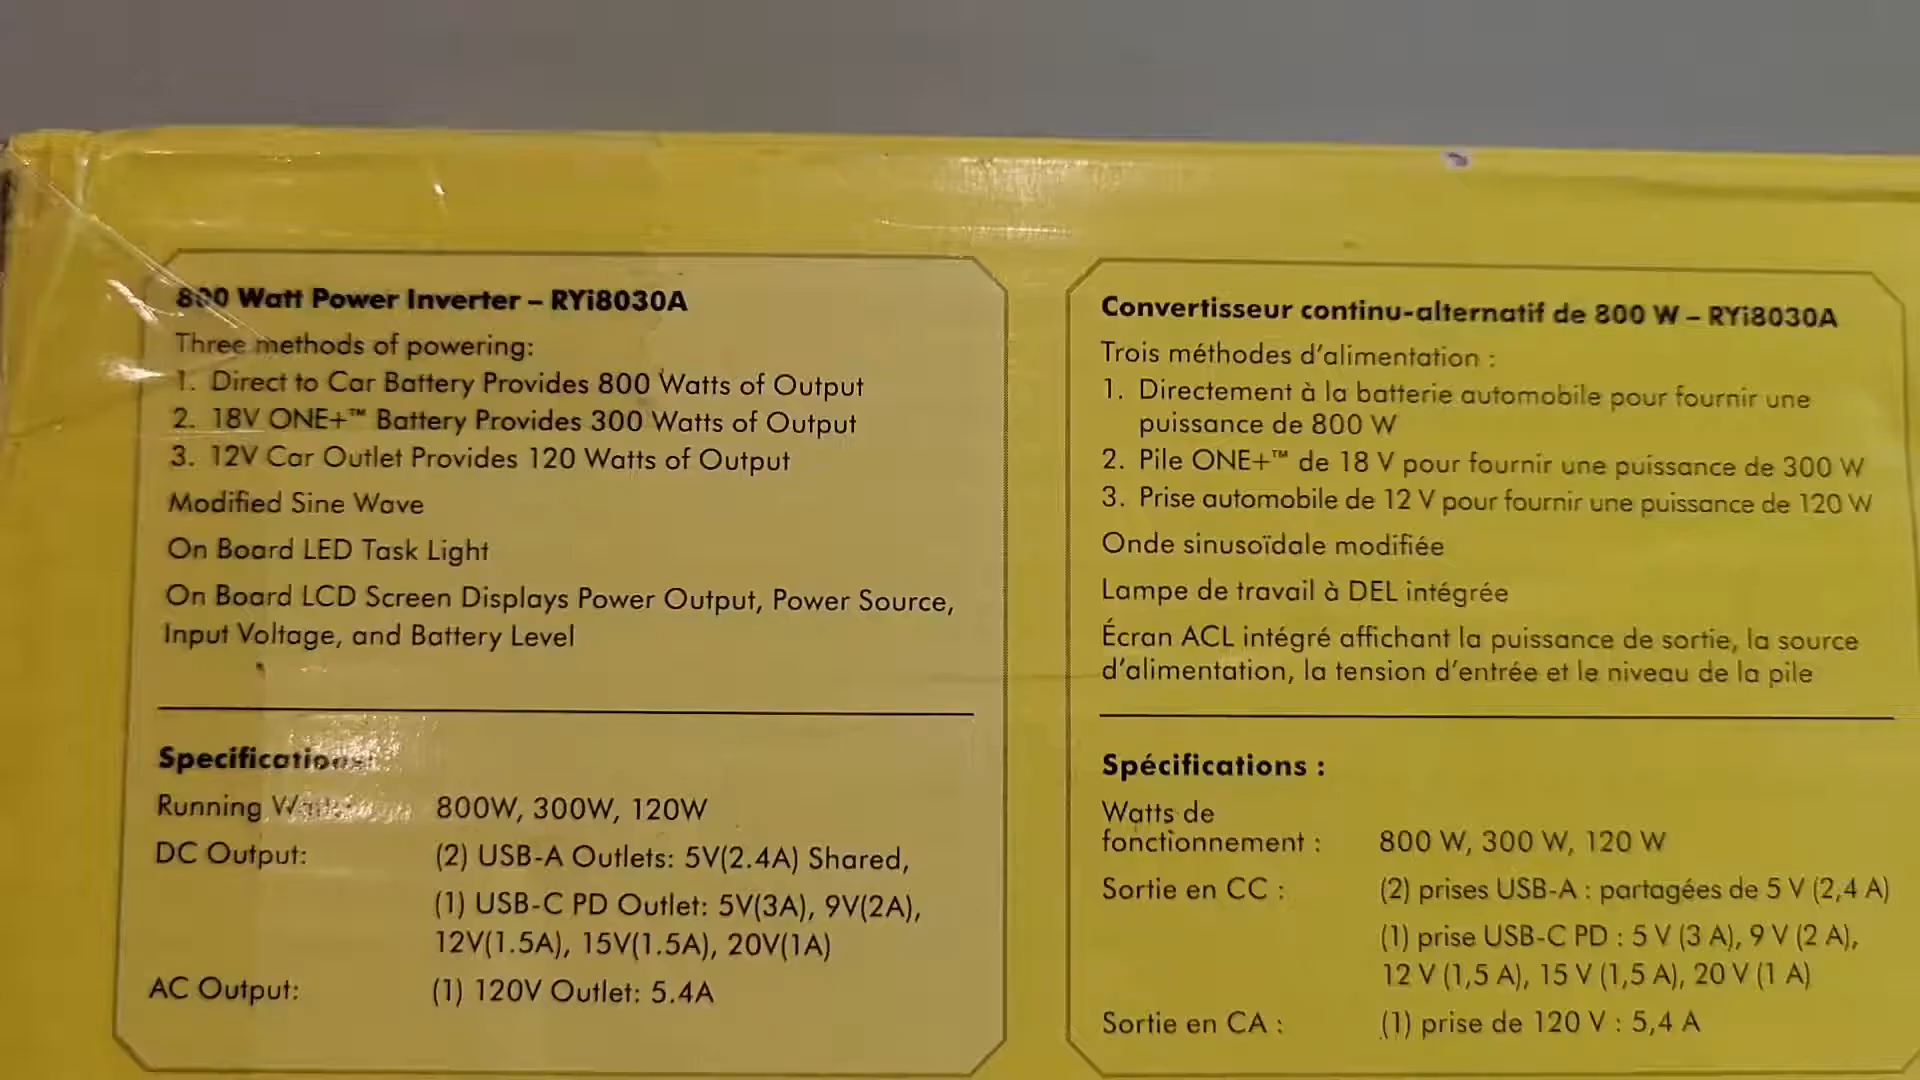 800 Watt Power Inverter – RYi8030A
Three methods of powering:
1. Direct to Car Battery Provides 800 Watts of Output
2. 18V ONE+™ Battery Provides 300 Watts of Output
3. 12V Car Outlet Provides 120 Watts of Output
Modified Sine Wave
On Board LED Task Light
On Board LCD Screen Displays Power Output, Power Source,
Input Voltage, and Battery Level
Specifications:
Running 800W, 300W, 120W
DC Output: (2) USB-A Outlets: 5V(2.4A) Shared,
(1) USB-C PD Outlet: 5V(3A), 9V(2A),
12V(1.5A), 15V(1.5A), 20V(1A)
AC Output: (1) 120V Outlet: 5.4A
Convertisseur continu-alternatif de 800 W – RYi8030A
Trois méthodes d'alimentation :
1. Directement à la batterie automobile pour fournir une
puissance de 800 W
2. Pile ONE+™ de 18 V pour fournir une puissance de 300 W
3. Prise automobile de 12 V pour fournir une puissance de 120 W
Onde sinusoïdale modifiée
Lampe de travail à DEL intégrée
Écran ACL intégré affichant la puissance de sortie, la source
d'alimentation, la tension d'entrée et le niveau de la pile
Spécifications :
Watts de
fonctionnement : 800 W, 300 W, 120 W
Sortie en CC : (2) prises USB-A : partagées de 5 V (2,4 A)
(1) prise USB-C PD : 5 V (3 A), 9 V (2 A),
12 V (1,5 A), 15 V (1,5 A), 20 V (1 A)
Sortie en CA : (1) prise de 120 V : 5,4 A